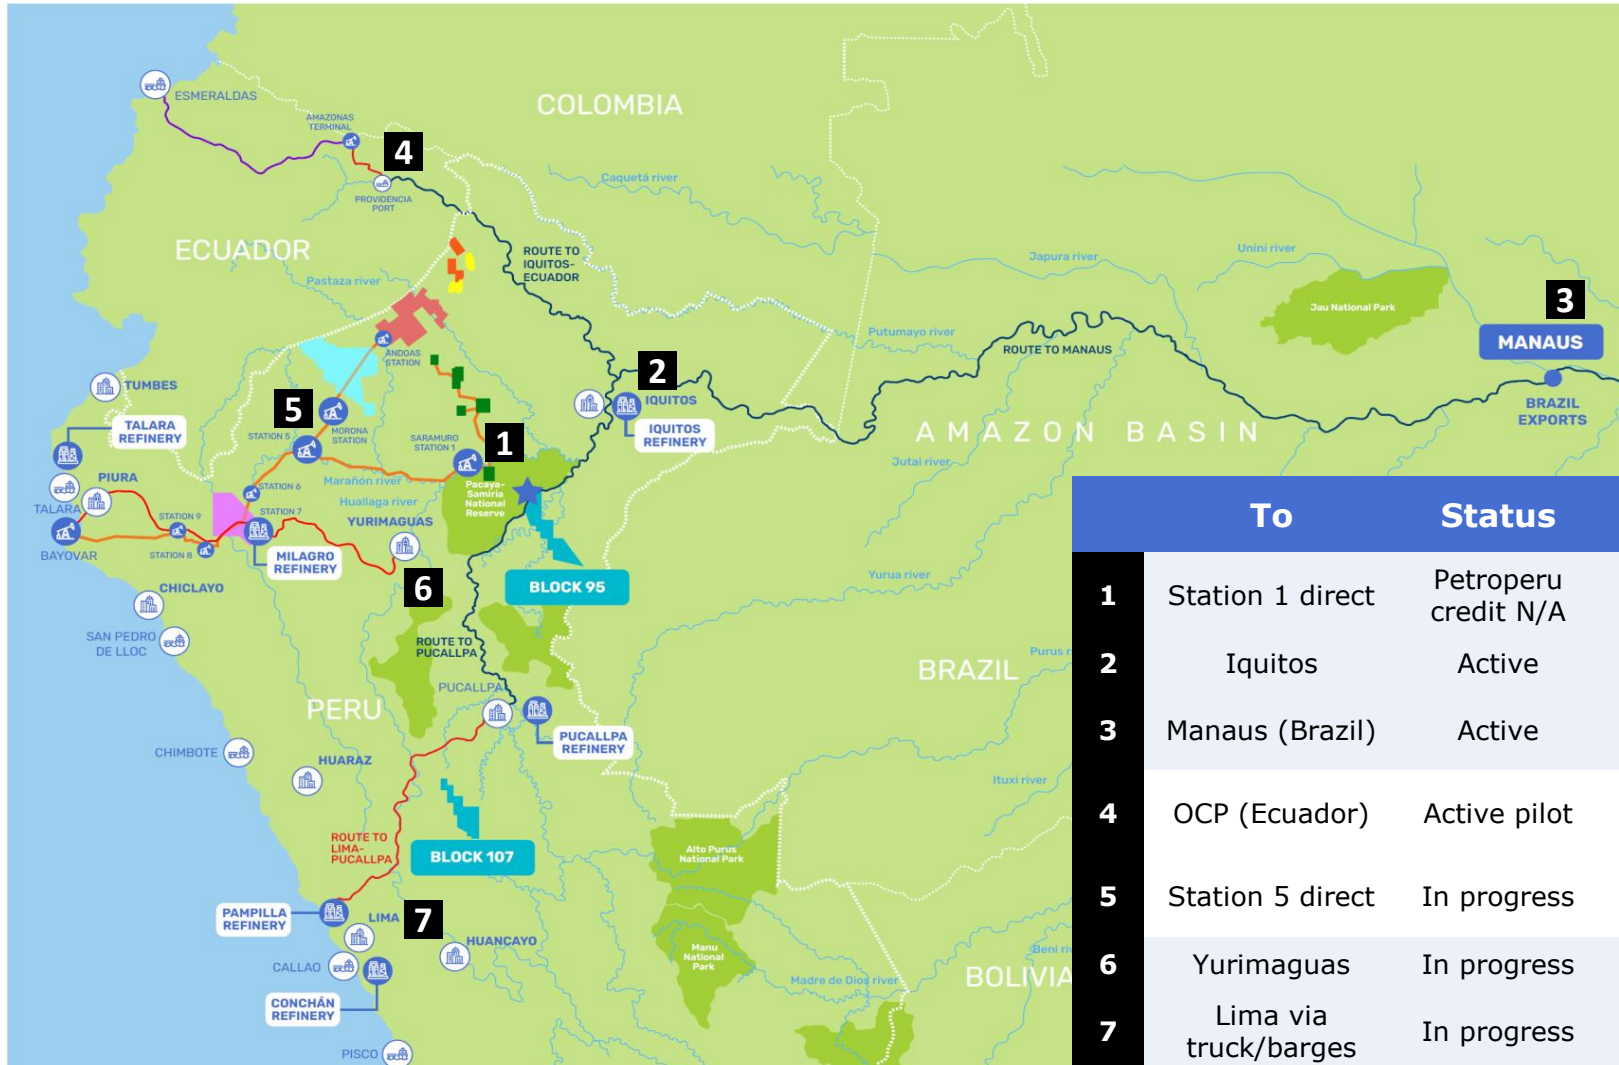 ESMERALDAS
COLOMBIA
AMAZONAS
TERMINAL
4
Caquetá river
PROVIDENCIA
PORT
ECUADOR
ROUTE TO
IQUITOS-
ECUADOR
Japura river
Unini river
Pastaza river
3
Jau National Park
Putumayo river
MANAUS
ANDOAS
STATION
ROUTE TO MANAUS
2
TUMBES
IQUITOS
BRAZIL
EXPORTS
5
TALARA
REFINERY
MORONA
STATION
STATION 5
SARAMURO
STATION 1
1
IQUITOS
REFINERY
AMAZON BASIN
Jutai river
PIURA
Marañón river
STATION 6
Huallaga river
Pacaya-
Samiria
National
Reserve
TALARA
STATION 9
STATION 7
YURIMAGUAS
BAYOVAR
STATION 8
MILAGRO
REFINERY
CHICLAYO
6
BLOCK 95
Yurua river
SAN PEDRO
DE LLOC
ROUTE TO
PUCALLPA
BRAZIL
Purus r
PERU
PUCALLPA
PUCALLPA
REFINERY
CHIMBOTE
HUARAZ
Ituxi river
ROUTE TO
LIMA-
PUCALLPA
BLOCK 107
Alto Purus
National Park
PAMPILLA
REFINERY
LIMA
7
HUANCAYO
Manu
National
Park
Beni riv
CALLAO
Madre de Dios river
BOLIVIA
CONCHÁN
REFINERY
PISCO
To Status
1 Station 1 direct Petroperu
credit N/A
2 Iquitos Active
3 Manaus (Brazil) Active
4 OCP (Ecuador) Active pilot
5 Station 5 direct In progress
6 Yurimaguas In progress
7 Lima via
truck/barges In progress